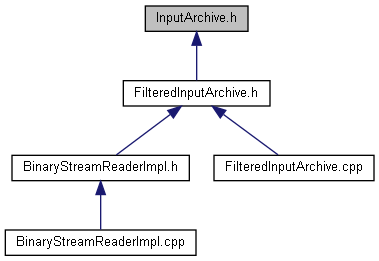 InputArchive.h
FilteredInputArchive.h
BinaryStreamReaderImpl.h
FilteredInputArchive.cpp
BinaryStreamReaderImpl.cpp